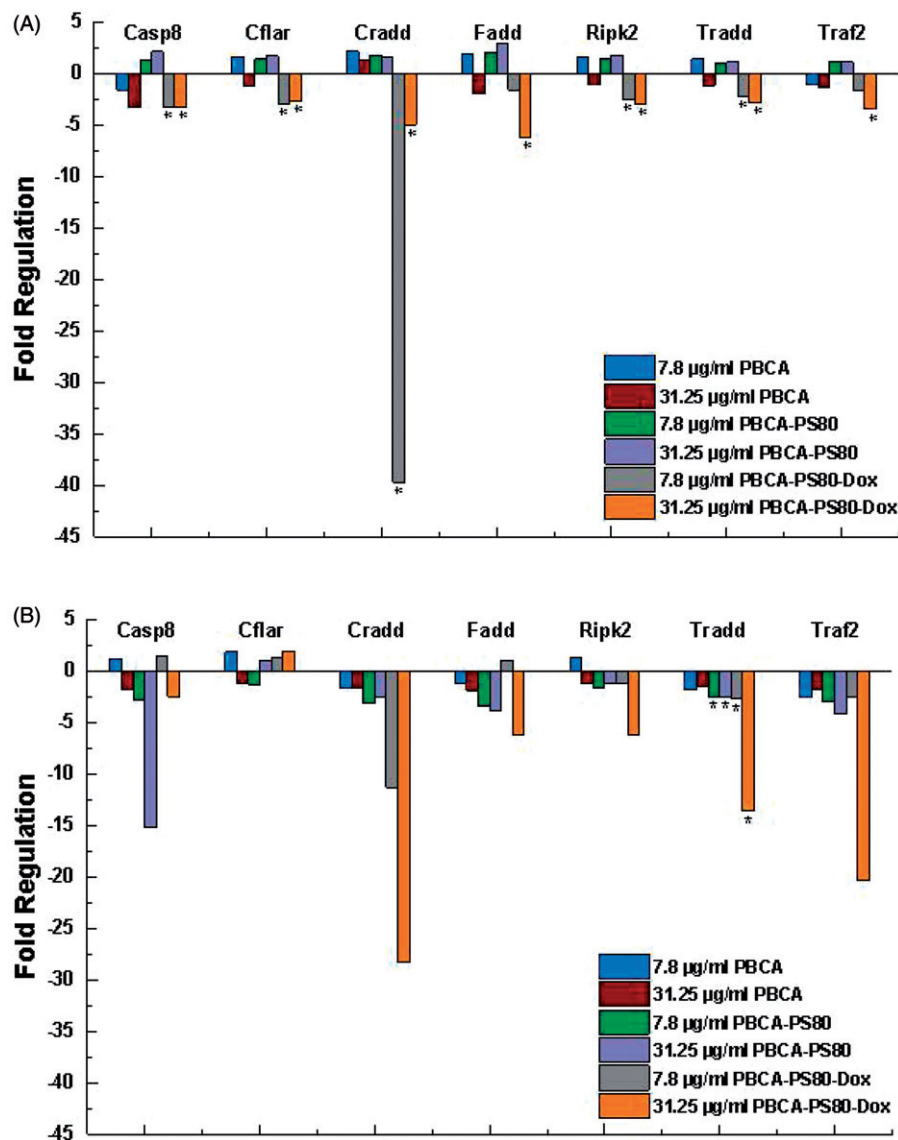 (A)
Casp8 Cflar Cradd Fadd Ripk2 Tradd Traf2
5
0
-5
* * * * * * * * * * *
-10
-15
-20
-25
-30
-35
-40
*
-45
Fold Regulation
7.8 µg/ml PBCA
31.25 µg/ml PBCA
7.8 µg/ml PBCA-PS80
31.25 µg/ml PBCA-PS80
7.8 µg/ml PBCA-PS80-Dox
31.25 µg/ml PBCA-PS80-Dox
(B)
Casp8 Cflar Cradd Fadd Ripk2 Tradd Traf2
5
0
-5
* * *
-10
-15
*
-20
-25
-30
-35
-40
-45
Fold Regulation
7.8 µg/ml PBCA
31.25 µg/ml PBCA
7.8 µg/ml PBCA-PS80
31.25 µg/ml PBCA-PS80
7.8 µg/ml PBCA-PS80-Dox
31.25 µg/ml PBCA-PS80-Dox